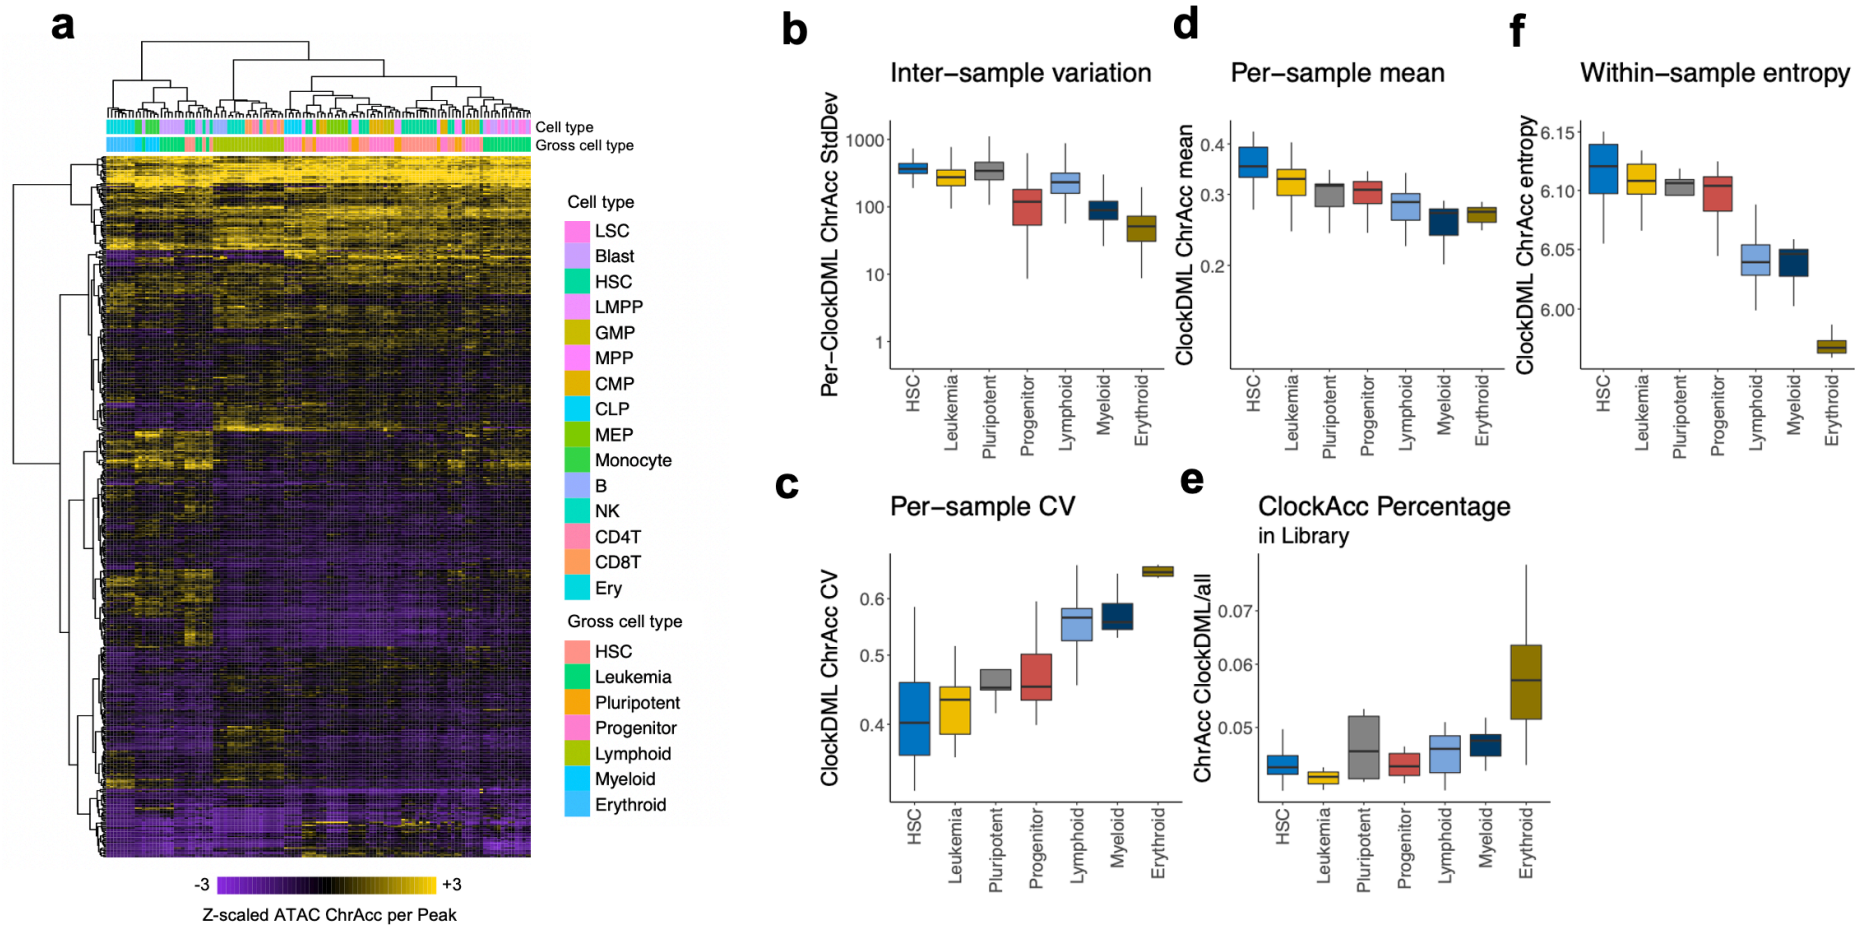 a
Cell type
Gross cell type
Cell type
LSC
Blast
HSC
LMPP
GMP
MPP
CMP
CLP
MEP
Monocyte
B
NK
CD4T
CD8T
Ery
Gross cell type
HSC
Leukemia
Pluripotent
Progenitor
Lymphoid
Myeloid
Erythroid
-3
+3
Z-scaled ATAC ChrAcc per Peak
b
Inter−sample variation
Per−ClockDML ChrAcc StdDev
1000
100
10
1
HSC
Leukemia
Pluripotent
Progenitor
Lymphoid
Myeloid
Erythroid
d
Per−sample mean
ClockDML ChrAcc mean
0.4
0.3
0.2
HSC
Leukemia
Pluripotent
Progenitor
Lymphoid
Myeloid
Erythroid
f
Within−sample entropy
ClockDML ChrAcc entropy
6.15
6.10
6.05
6.00
HSC
Leukemia
Pluripotent
Progenitor
Lymphoid
Myeloid
Erythroid
c
Per−sample CV
ClockDML ChrAcc CV
0.6
0.5
0.4
HSC
Leukemia
Pluripotent
Progenitor
Lymphoid
Myeloid
Erythroid
e
ClockAcc Percentage
in Library
ChrAcc ClockDML/all
0.07
0.06
0.05
HSC
Leukemia
Pluripotent
Progenitor
Lymphoid
Myeloid
Erythroid